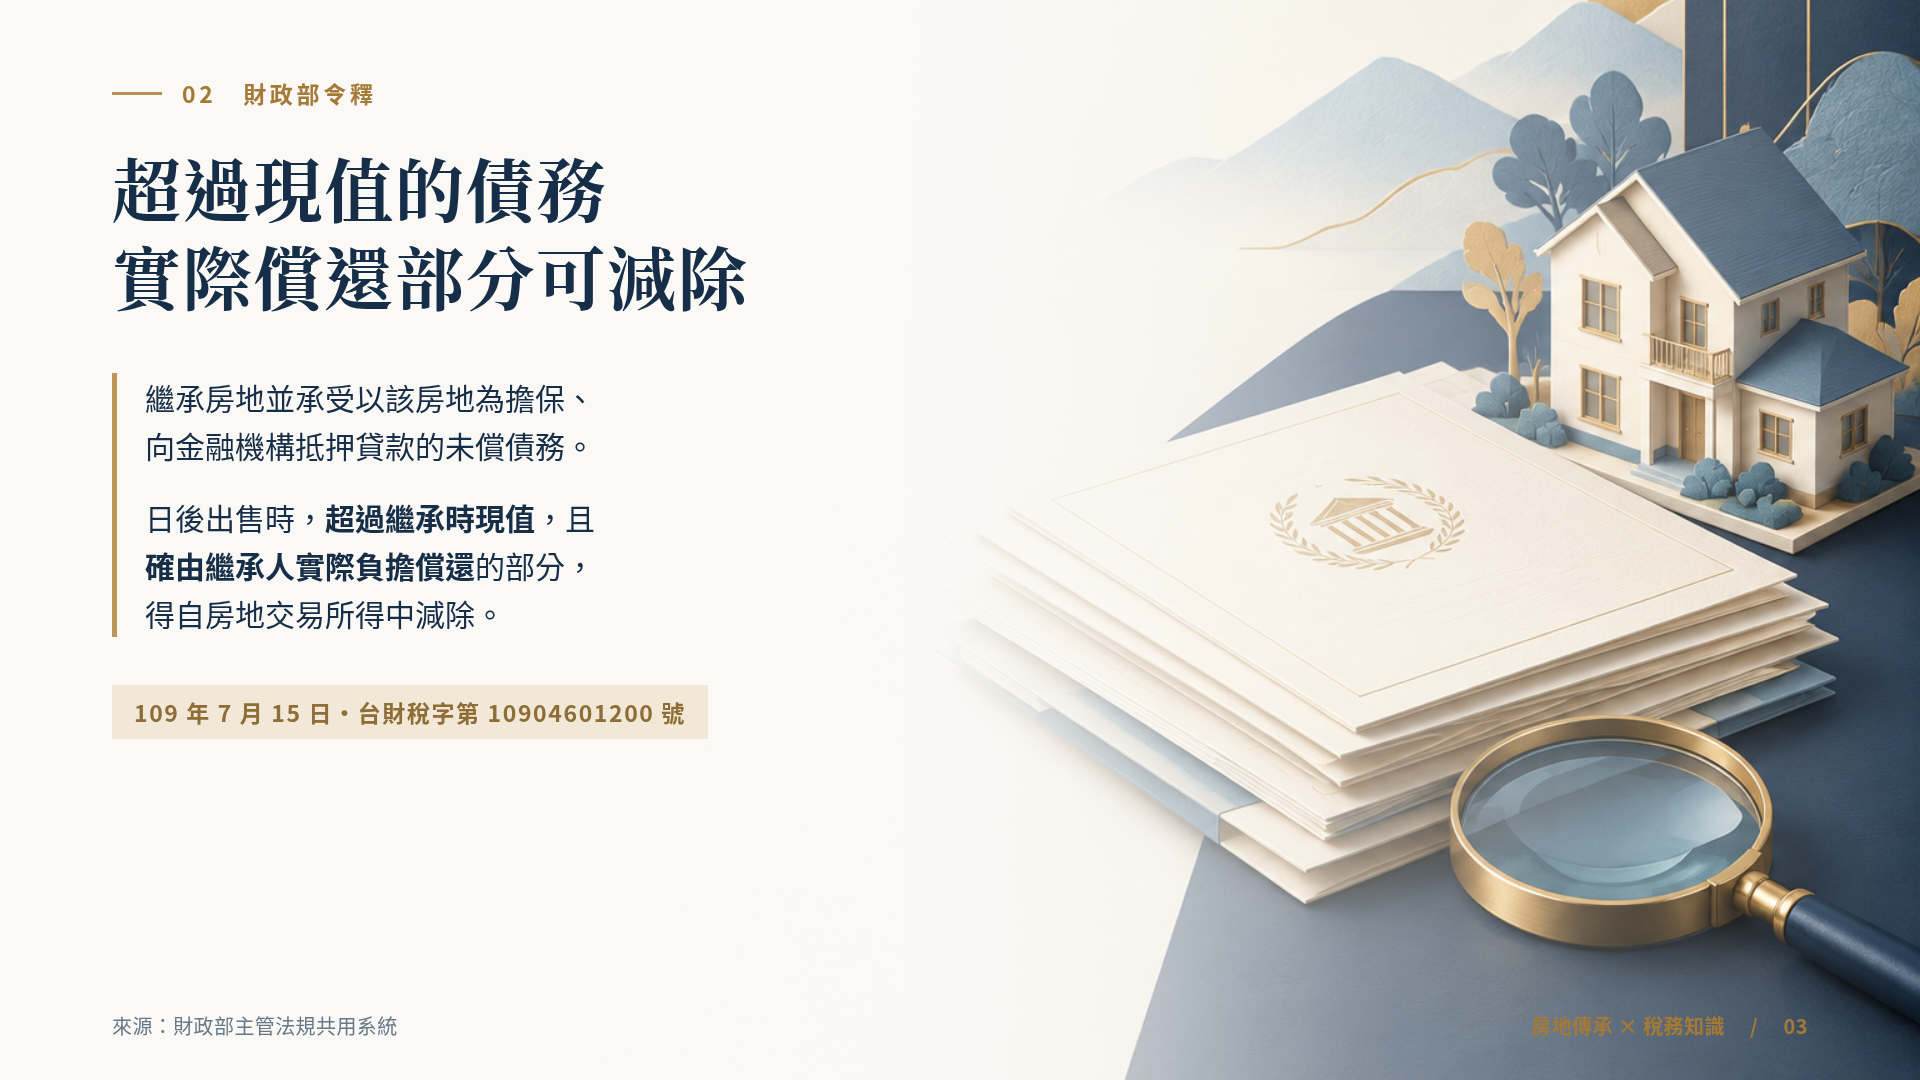 02 財政部令釋
超過現值的債務
實際償還部分可減除
繼承房地並承受以該房地為擔保、
向金融機構抵押貸款的未償債務。
日後出售時，超過繼承時現值，且
確由繼承人實際負擔償還的部分，
得自房地交易所得中減除。
109 年 7 月 15 日・台財稅字第 10904601200 號
來源：財政部主管法規共用系統
房地傳承 × 稅務知識 / 03